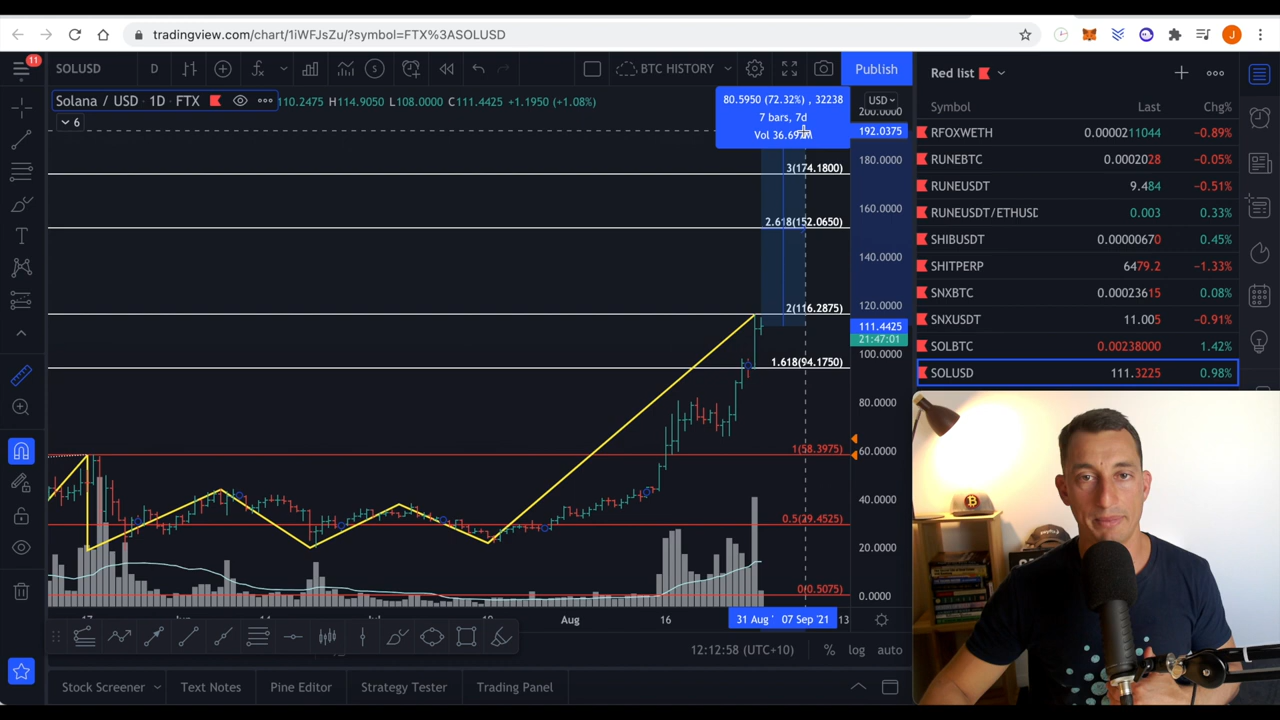 tradingview.com/chart/1iWFJsZu/?symbol=FTX%3ASOLUSD
J
11
SOLUSD
D
BTC HISTORY
Publish
Red list
Solana / USD · 1D · FTX
110.2475 H114.9050 L108.0000 C111.4425 +1.1950 (+1.08%)
6
80.5950 (72.32%) , 32238
7 bars, 7d
USD
200.0000
192.0375
180.0000
160.0000
140.0000
120.0000
111.4425
21:47:01
100.0000
80.0000
60.0000
40.0000
20.0000
0.0000
3(174.1800)
2.618(152.0650)
2(116.2875)
1.618(94.1750)
1(58.3975)
0.5(29.4525)
0(0.5075)
17
Aug
16
31 Aug '
07 Sep '21
13
Symbol Last Chg%
RFOXWETH 0.0000211044 −0.89%
RUNEBTC 0.0002028 −0.05%
RUNEUSDT 9.484 −0.51%
RUNEUSDT/ETHUSD 0.003 0.33%
SHIBUSDT 0.00000670 0.45%
SHITPERP 6479.2 −1.33%
SNXBTC 0.00023615 0.08%
SNXUSDT 11.005 −0.91%
SOLBTC 0.00238000 1.42%
SOLUSD 111.3225 0.98%
12:12:58 (UTC+10)
% log auto
Stock Screener
Text Notes
Pine Editor
Strategy Tester
Trading Panel